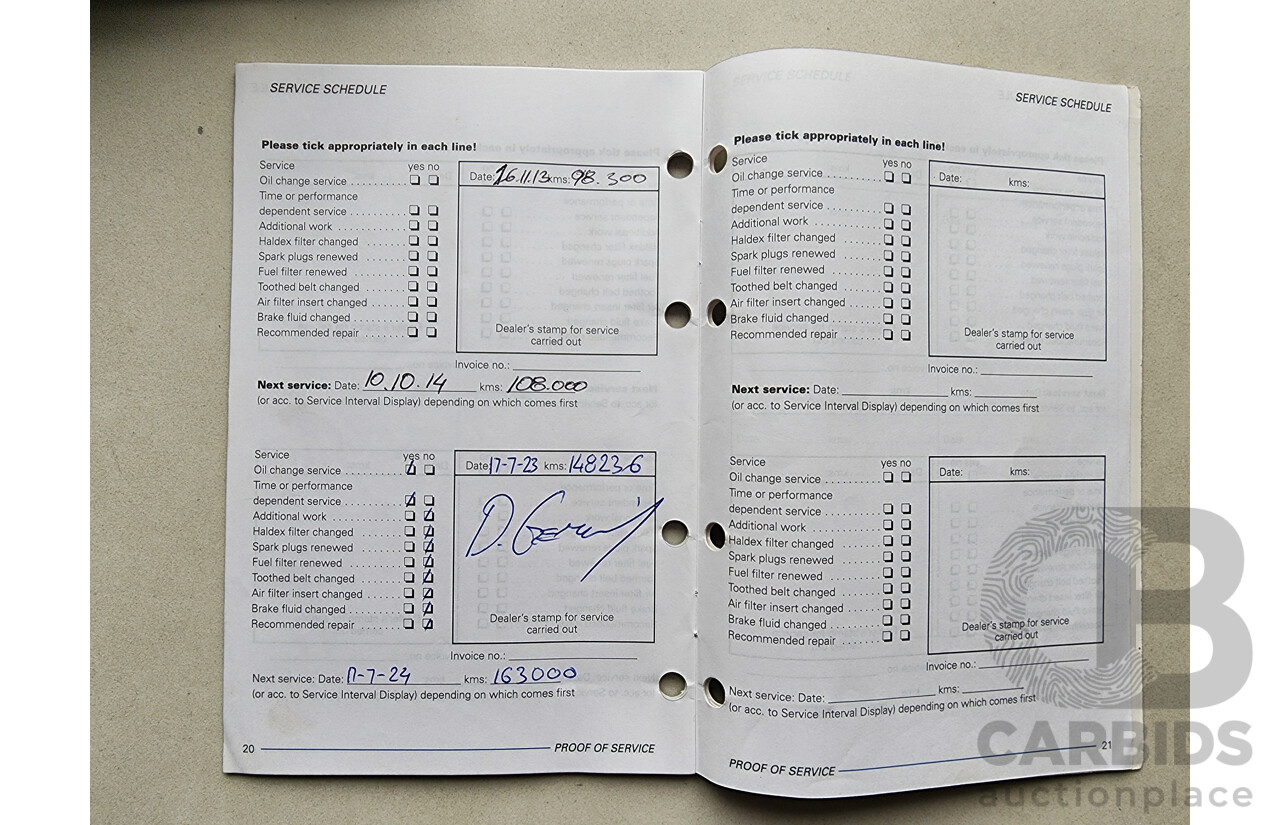 SERVICE SCHEDULE
Please tick appropriately in each line!
Service yes no
Oil change service ..........
Time or performance
dependent service ..........
Additional work ............
Haldex filter changed .......
Spark plugs renewed ........
Fuel filter renewed .........
Toothed belt changed .......
Air filter insert changed ......
Brake fluid changed .........
Recommended repair .......
Date: 16.11.13 kms: 98.300
Dealer's stamp for service
carried out
Invoice no.:
Next service: Date: 10.10.14 kms: 108.000
(or acc. to Service Interval Display) depending on which comes first
Service yes no
Oil change service ..........
Time or performance
dependent service ..........
Additional work ............
Haldex filter changed .......
Spark plugs renewed ........
Fuel filter renewed .........
Toothed belt changed .......
Air filter insert changed ......
Brake fluid changed .........
Recommended repair .......
Date 17-7-23 kms: 148236
Dealer's stamp for service
carried out
Invoice no.:
Next service: Date: 17-7-24 kms: 163000
(or acc. to Service Interval Display) depending on which comes first
20 PROOF OF SERVICE
SERVICE SCHEDULE
Please tick appropriately in each line!
Service yes no
Oil change service ..........
Time or performance
dependent service ..........
Additional work ............
Haldex filter changed .......
Spark plugs renewed ........
Fuel filter renewed .........
Toothed belt changed .......
Air filter insert changed ......
Brake fluid changed .........
Recommended repair .......
Date: kms:
Dealer's stamp for service
carried out
Invoice no.:
Next service: Date: kms:
(or acc. to Service Interval Display) depending on which comes first
Service yes no
Oil change service ..........
Time or performance
dependent service ..........
Additional work ............
Haldex filter changed .......
Spark plugs renewed ........
Fuel filter renewed .........
Toothed belt changed .......
Air filter insert changed ......
Brake fluid changed .........
Recommended repair .......
Date: kms:
Dealer's stamp for service
carried out
Invoice no.:
Next service: Date: kms:
(or acc. to Service Interval Display) depending on which comes first
PROOF OF SERVICE 21
CARBIDS
auctionplace